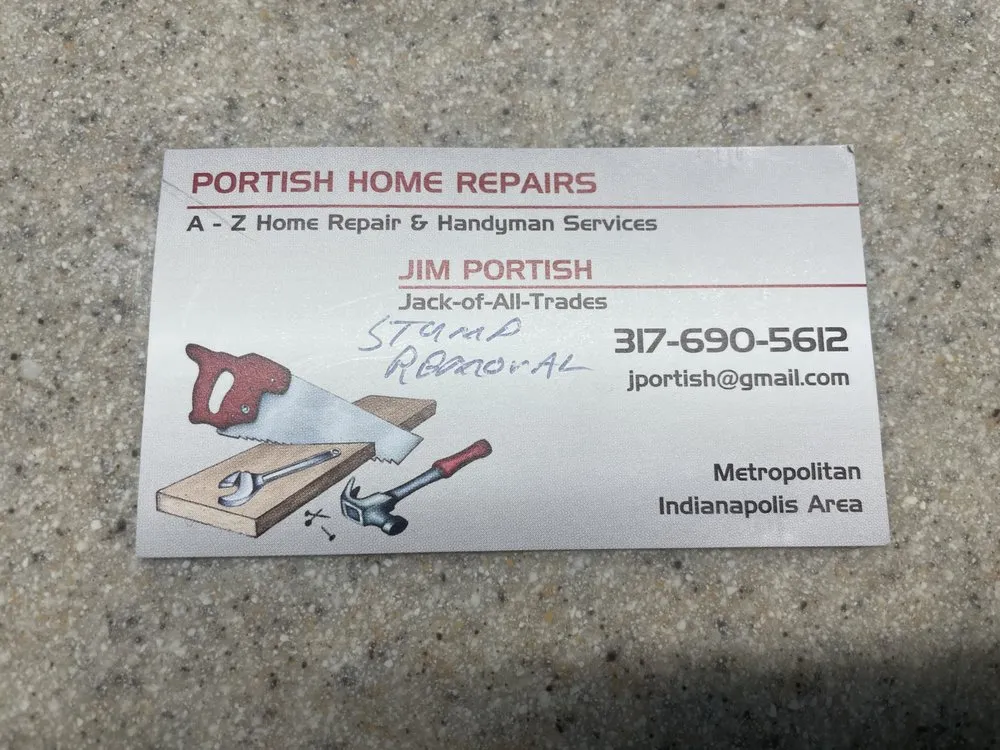 PORTISH HOME REPAIRS
A - Z Home Repair & Handyman Services
JIM PORTISH
Jack-of-All-Trades
STUMP
REMOVAL
317-690-5612
jportish@gmail.com
Metropolitan
Indianapolis Area